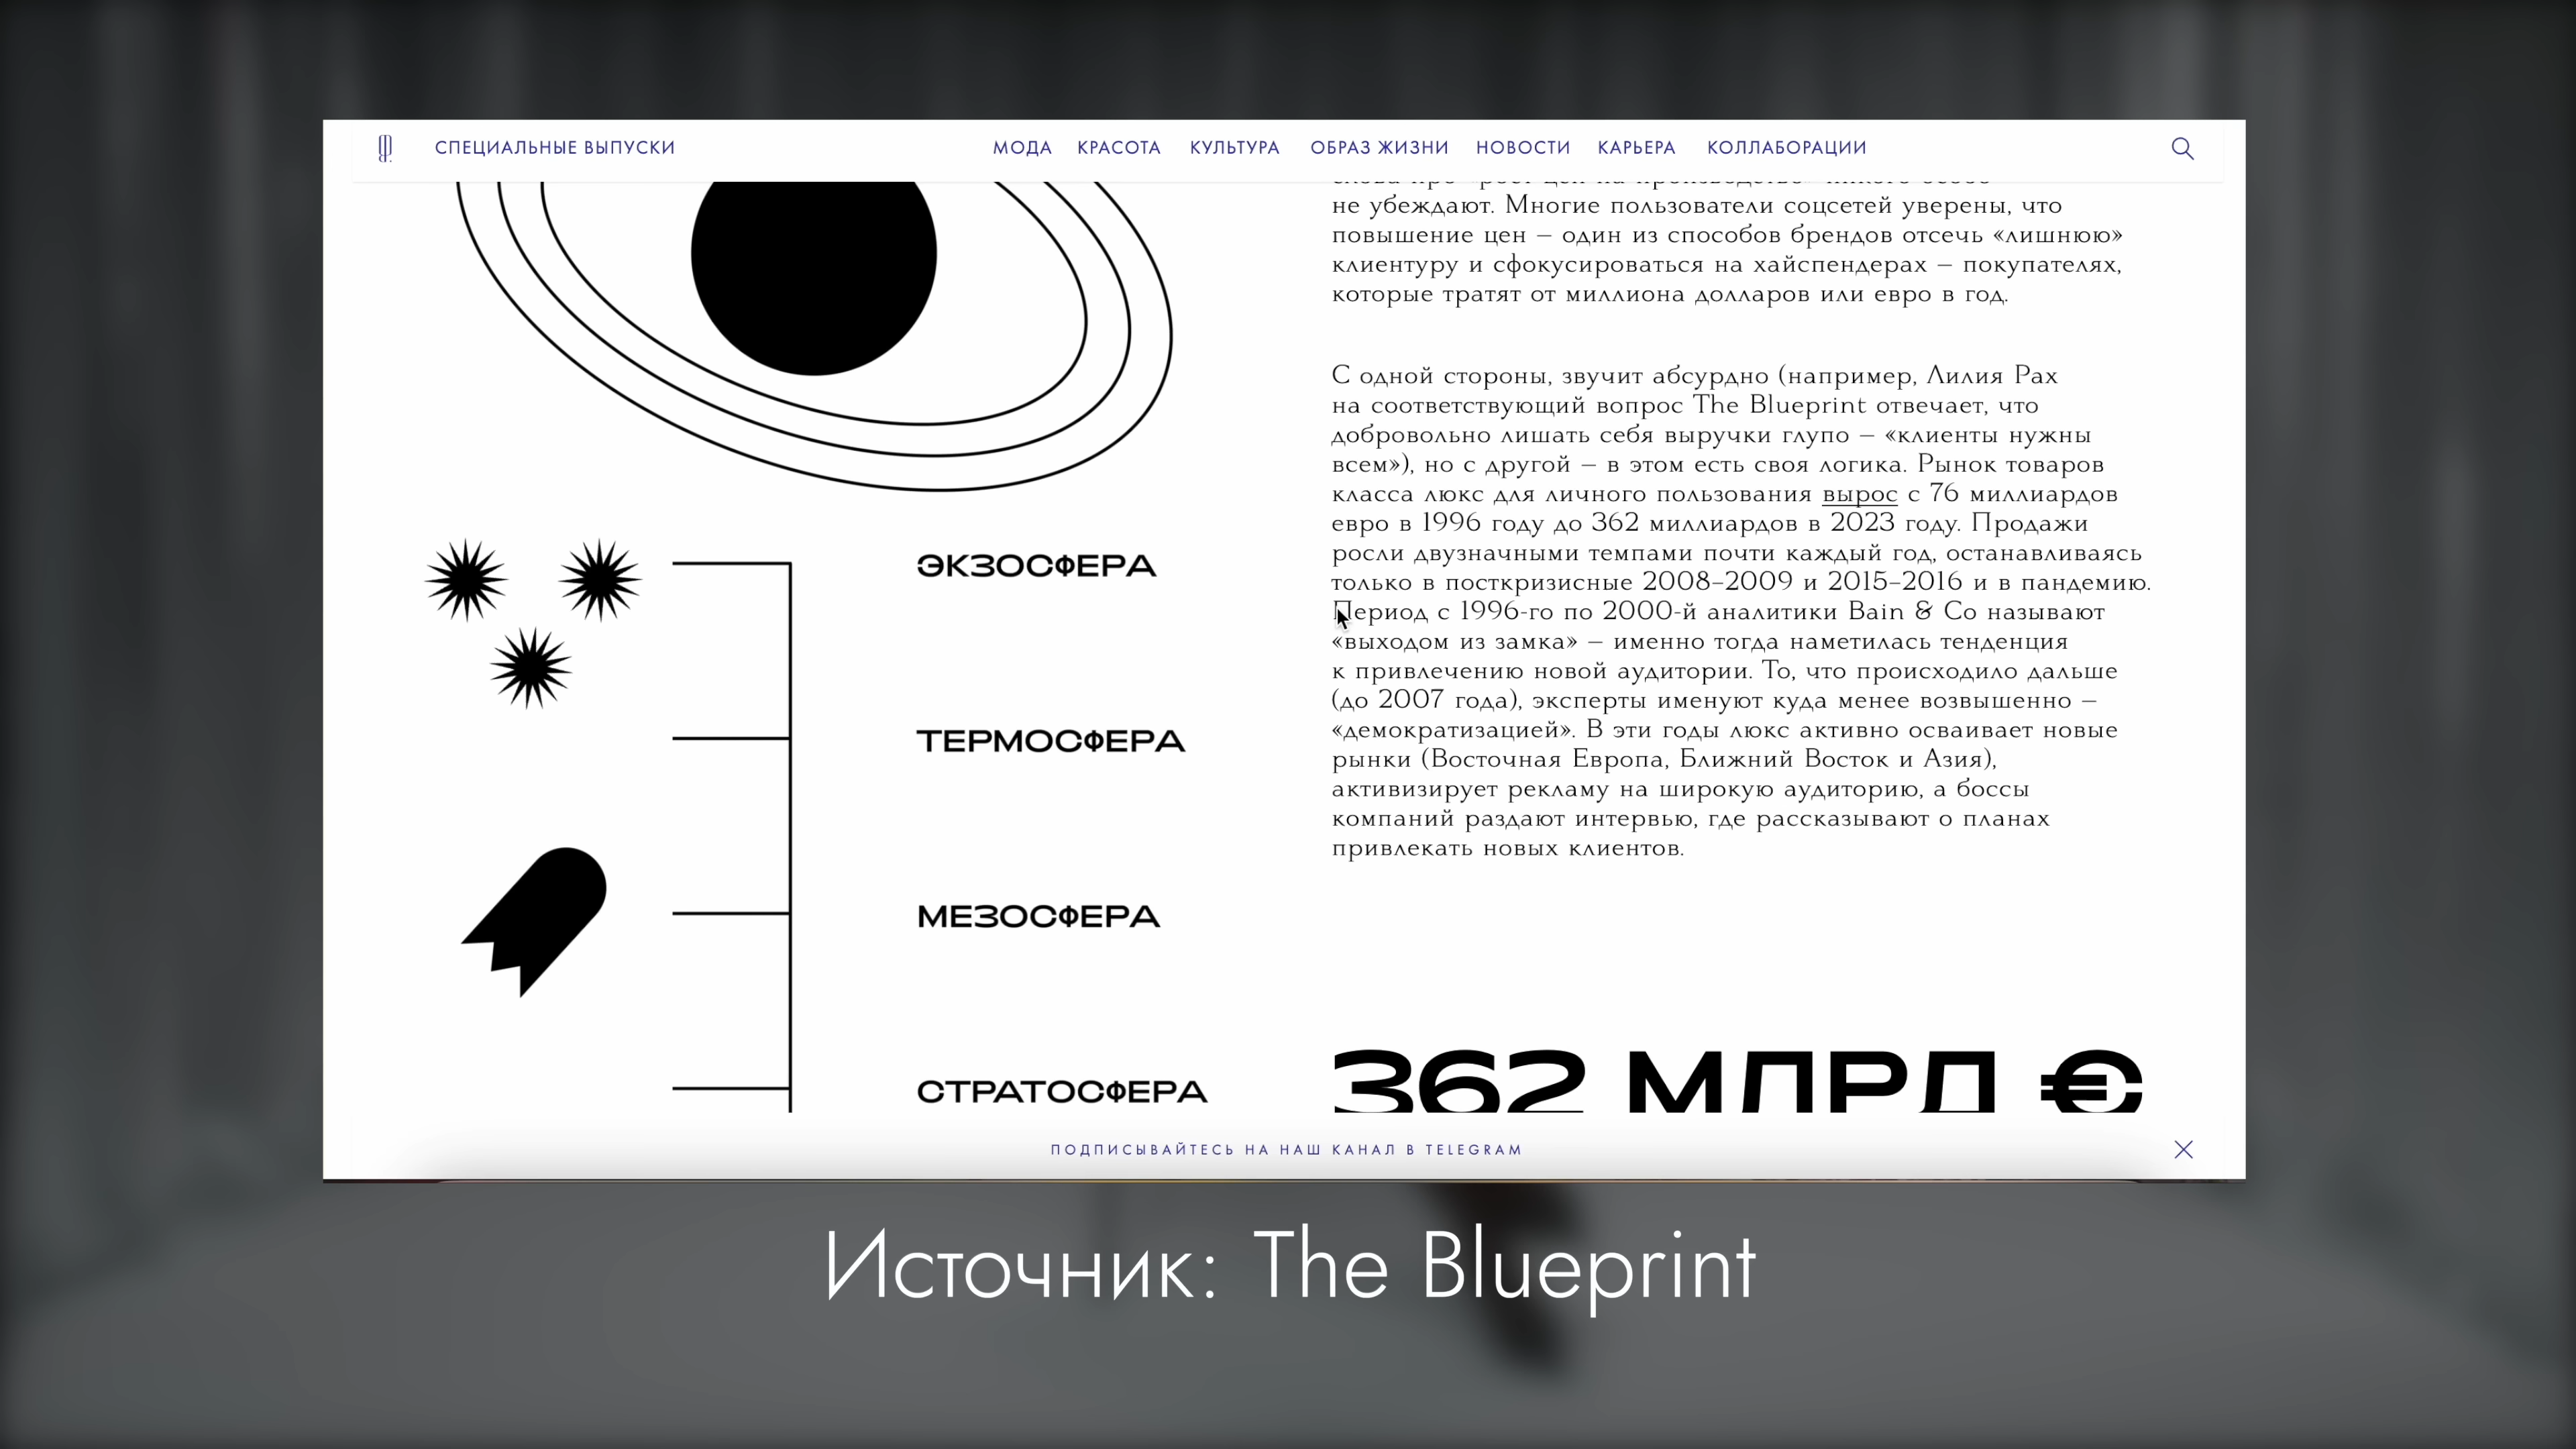 СПЕЦИАЛЬНЫЕ ВЫПУСКИ
МОДА КРАСОТА КУЛЬТУРА ОБРАЗ ЖИЗНИ НОВОСТИ КАРЬЕРА КОЛЛАБОРАЦИИ
не убеждают. Многие пользователи соцсетей уверены, что
повышение цен – один из способов брендов отсечь «лишнюю»
клиентуру и сфокусироваться на хайспендерах – покупателях,
которые тратят от миллиона долларов или евро в год.
С одной стороны, звучит абсурдно (например, Лилия Рах
на соответствующий вопрос The Blueprint отвечает, что
добровольно лишать себя выручки глупо – «клиенты нужны
всем»), но с другой – в этом есть своя логика. Рынок товаров
класса люкс для личного пользования вырос с 76 миллиардов
евро в 1996 году до 362 миллиардов в 2023 году. Продажи
росли двузначными темпами почти каждый год, останавливаясь
только в посткризисные 2008–2009 и 2015–2016 и в пандемию.
Период с 1996-го по 2000-й аналитики Bain & Co называют
«выходом из замка» – именно тогда наметилась тенденция
к привлечению новой аудитории. То, что происходило дальше
(до 2007 года), эксперты именуют куда менее возвышенно –
«демократизацией». В эти годы люкс активно осваивает новые
рынки (Восточная Европа, Ближний Восток и Азия),
активизирует рекламу на широкую аудиторию, а боссы
компаний раздают интервью, где рассказывают о планах
привлекать новых клиентов.
ЭКЗОСФЕРА
ТЕРМОСФЕРА
МЕЗОСФЕРА
СТРАТОСФЕРА
362 МЛРД €
ПОДПИСЫВАЙТЕСЬ НА НАШ КАНАЛ В TELEGRAM
Источник: The Blueprint